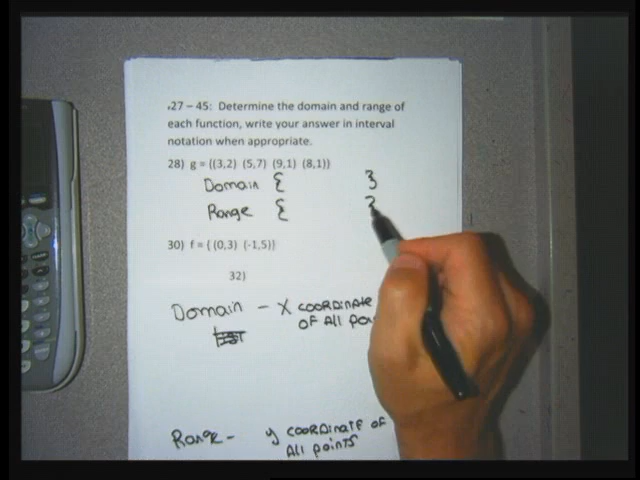 27 – 45: Determine the domain and range of
each function, write your answer in interval
notation when appropriate.
28) g = ((3,2) (5,7) (9,1) (8,1))
Domain { }
Range {
30) f = { (0,3) (-1,5)}
32)
Domain – X COORDINATE
OF All
Range – y COORDINATE OF
All POINTS